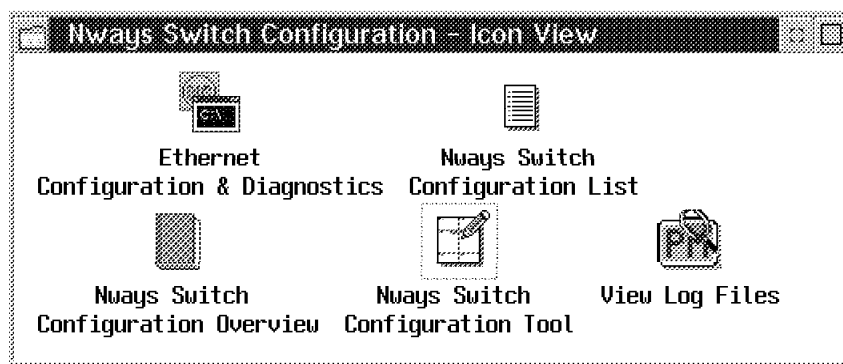 Nways Switch Configuration - Icon View
Ethernet
Configuration & Diagnostics
Nways Switch
Configuration List
Nways Switch
Configuration Overview
Nways Switch
Configuration Tool
PM
View Log Files